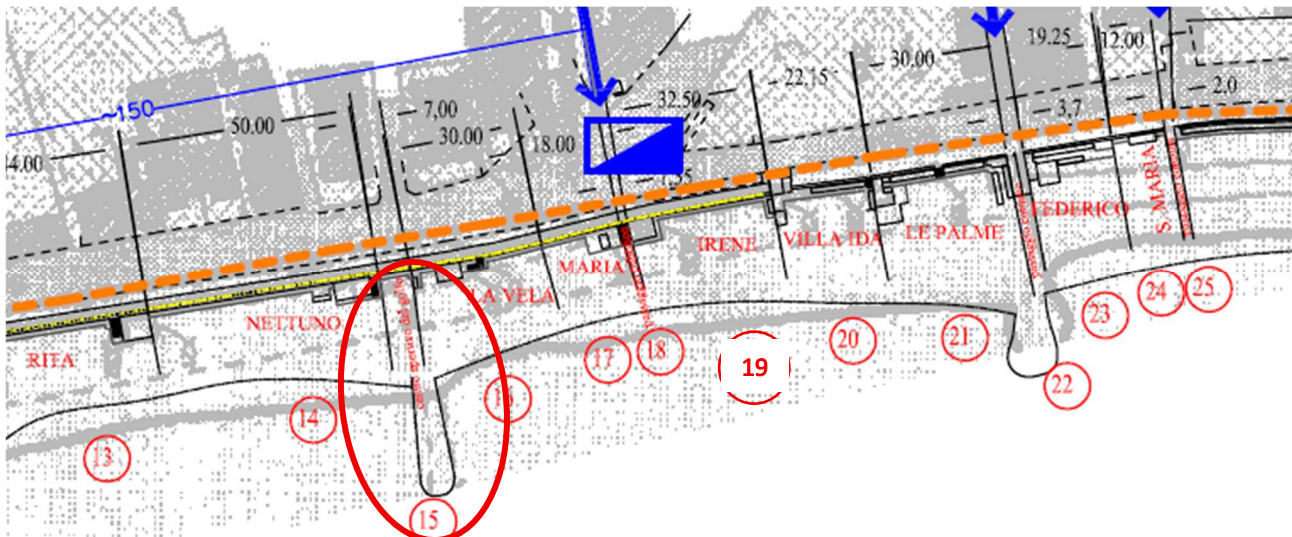 ~150
50.00
4.00
7,00
30.00
18.00
32.50
22.15
30.00
19.25
12.00
3.7
2.0
RITA
NETTUNO
LA VELA
MARIA
IRENE
VILLA IDA
LE PALME
FEDERICO
S. MARIA
13
14
15
16
17
18
19
20
21
22
23
24
25